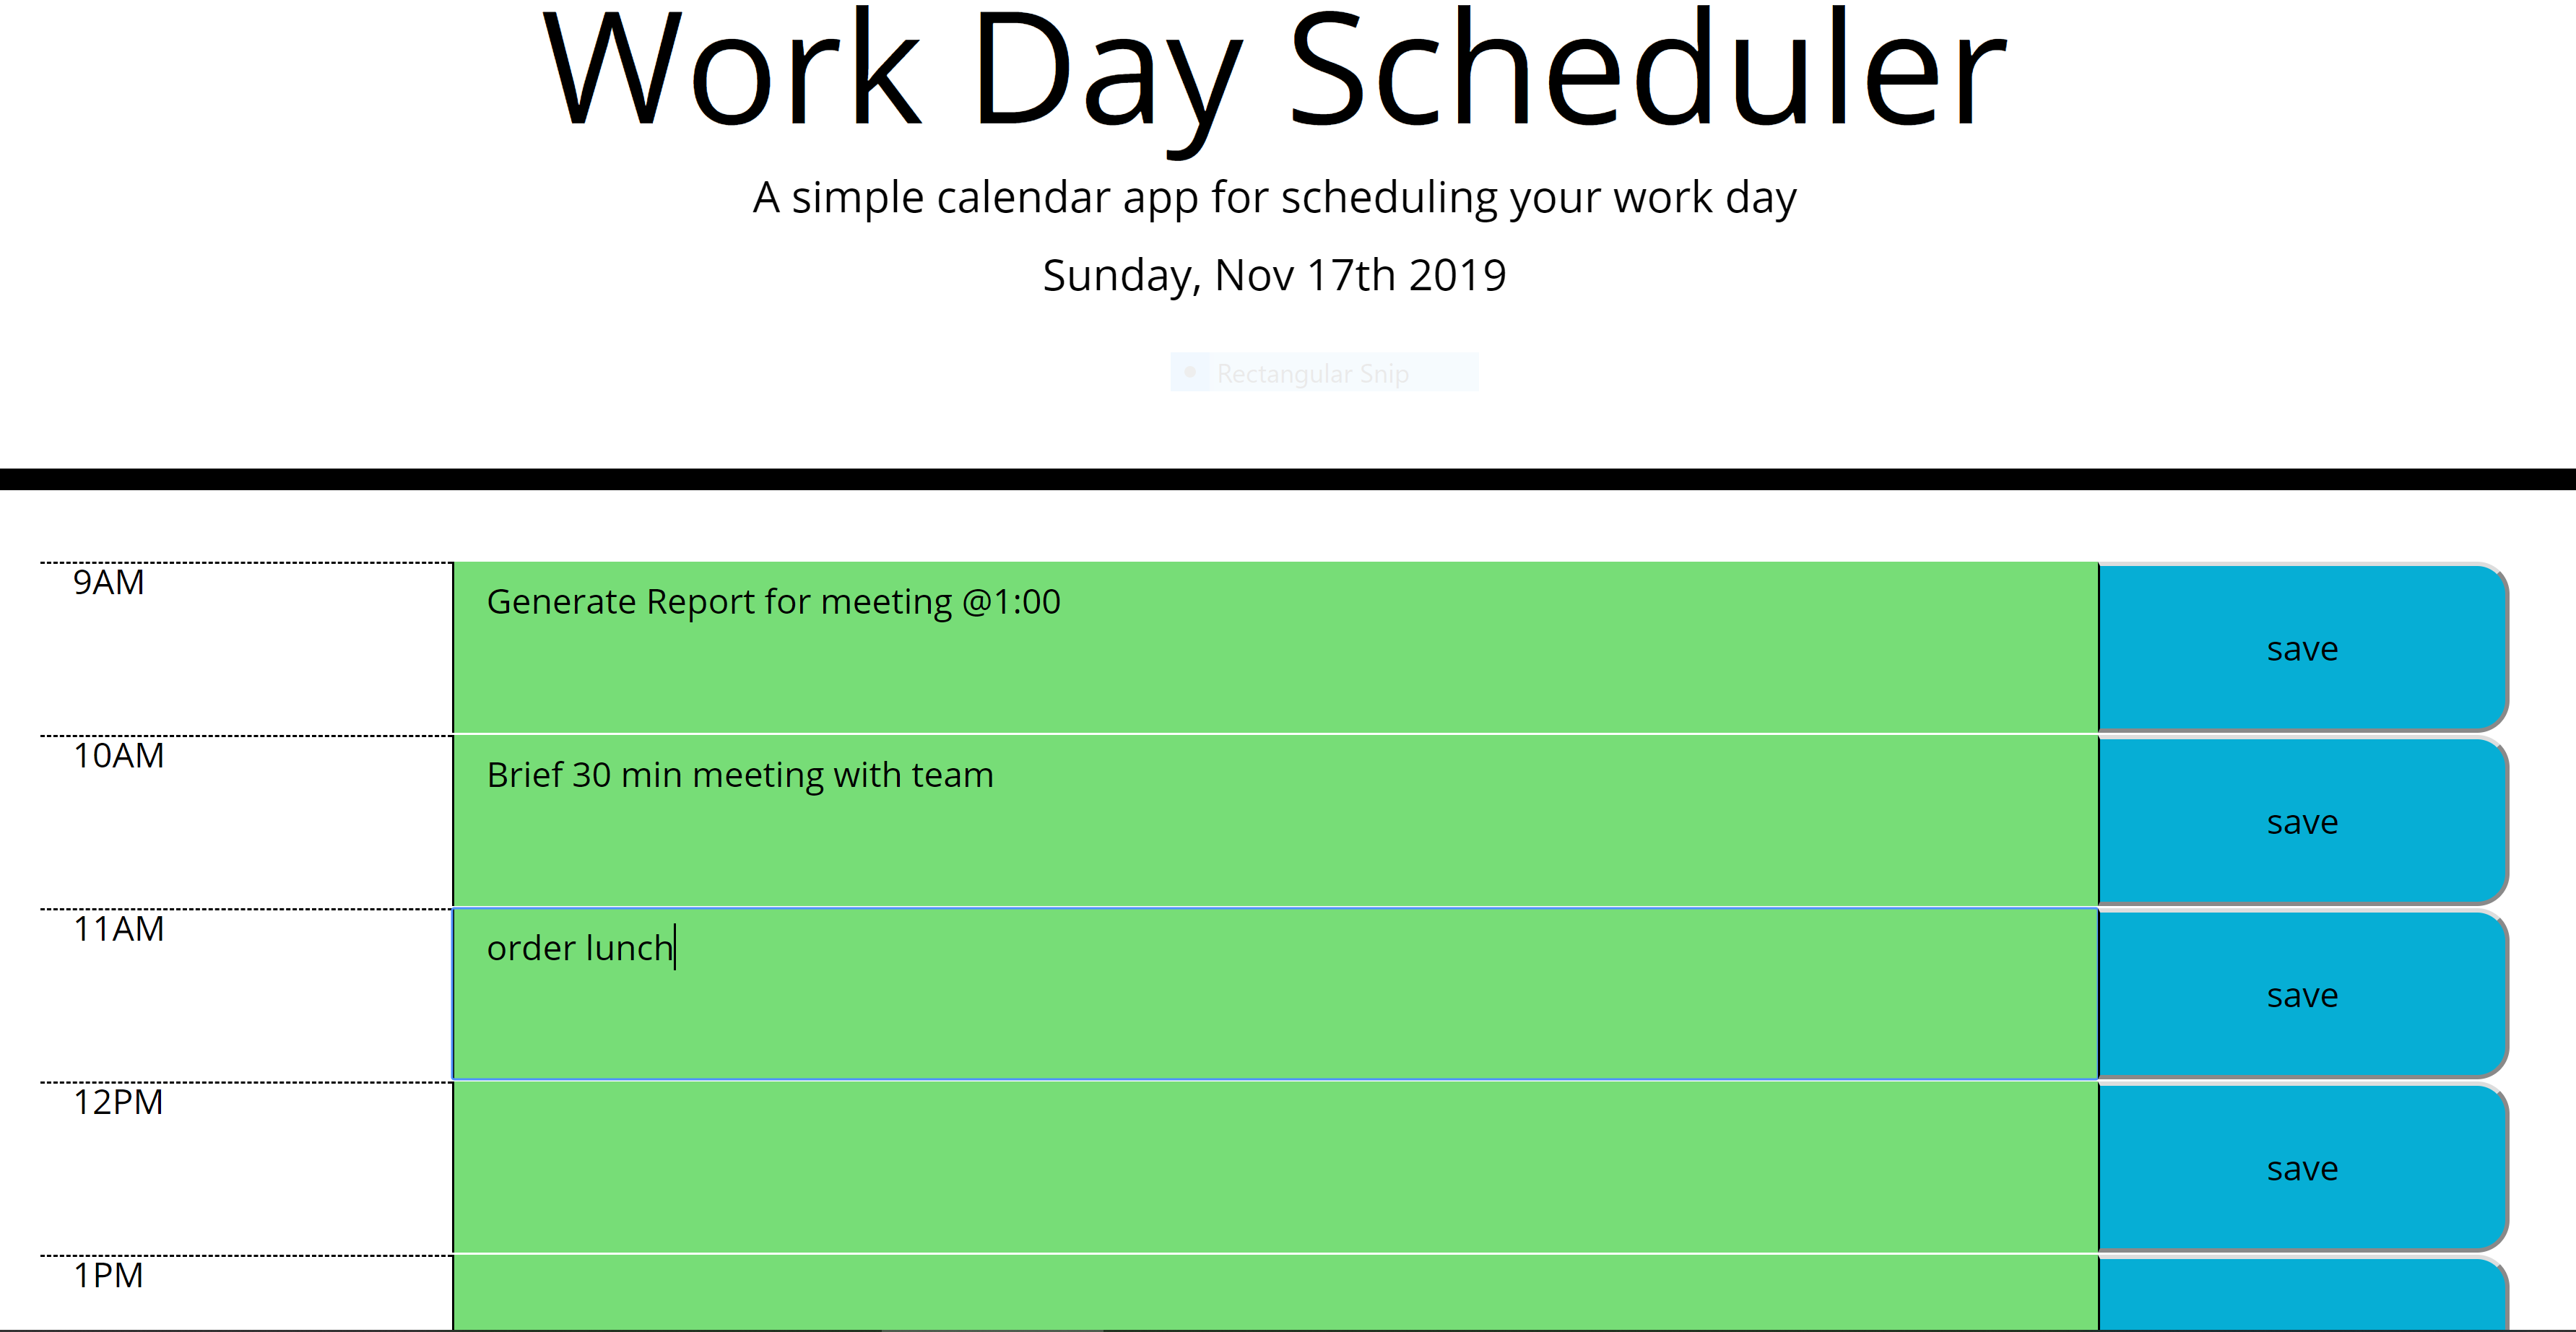 Work Day Scheduler
A simple calendar app for scheduling your work day
Sunday, Nov 17th 2019
Rectangular Snip
9AM
Generate Report for meeting @1:00
save
10AM
Brief 30 min meeting with team
save
11AM
order lunch
save
12PM
save
1PM